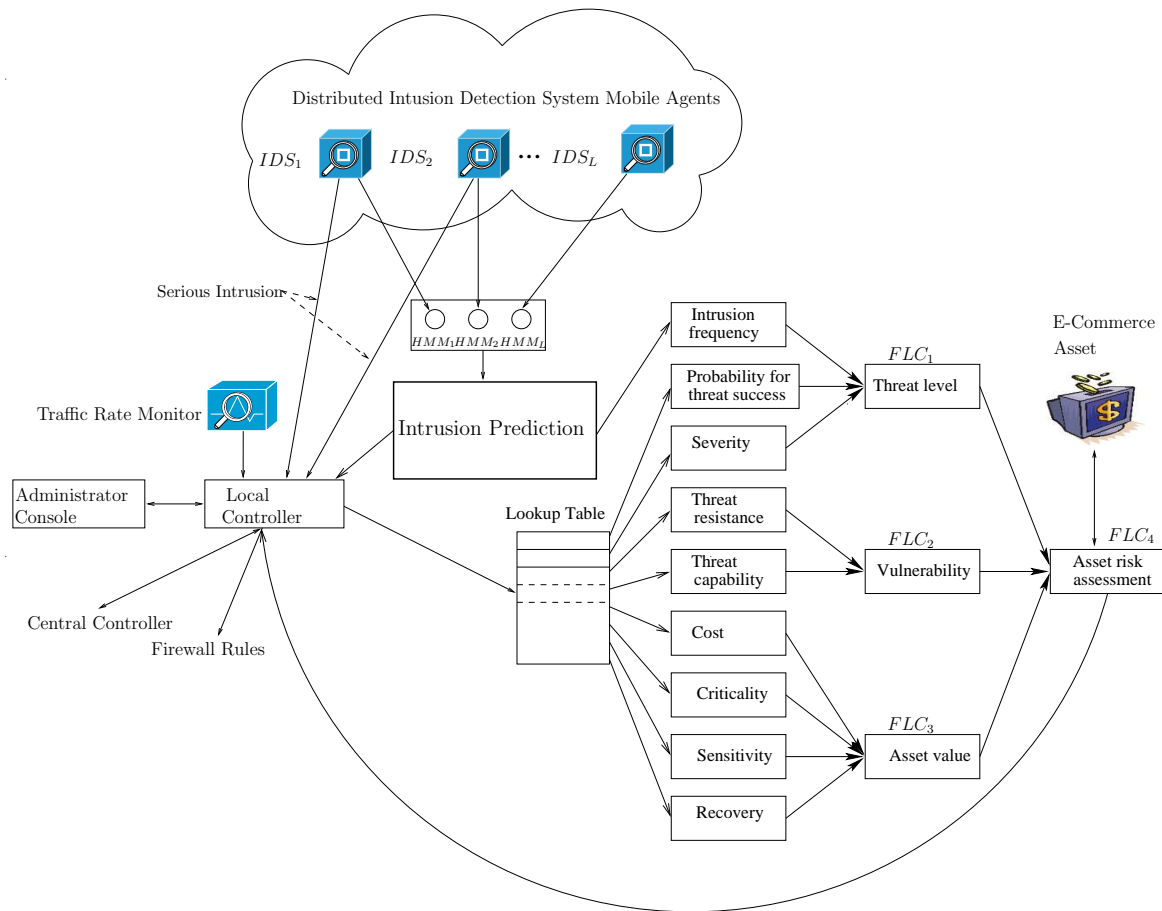 Distributed Intusion Detection System Mobile Agents
IDS1
IDS2
IDSL
Serious Intrusion
HMM1 HMM2 HMML
Intrusion Prediction
Traffic Rate Monitor
Administrator
Console
Local
Controller
Central Controller
Firewall Rules
Lookup Table
Intrusion
frequency
Probability for
threat success
Severity
Threat
resistance
Threat
capability
Cost
Criticality
Sensitivity
Recovery
FLC1
Threat level
FLC2
Vulnerability
FLC3
Asset value
E-Commerce
Asset
$
FLC4
Asset risk
assessment